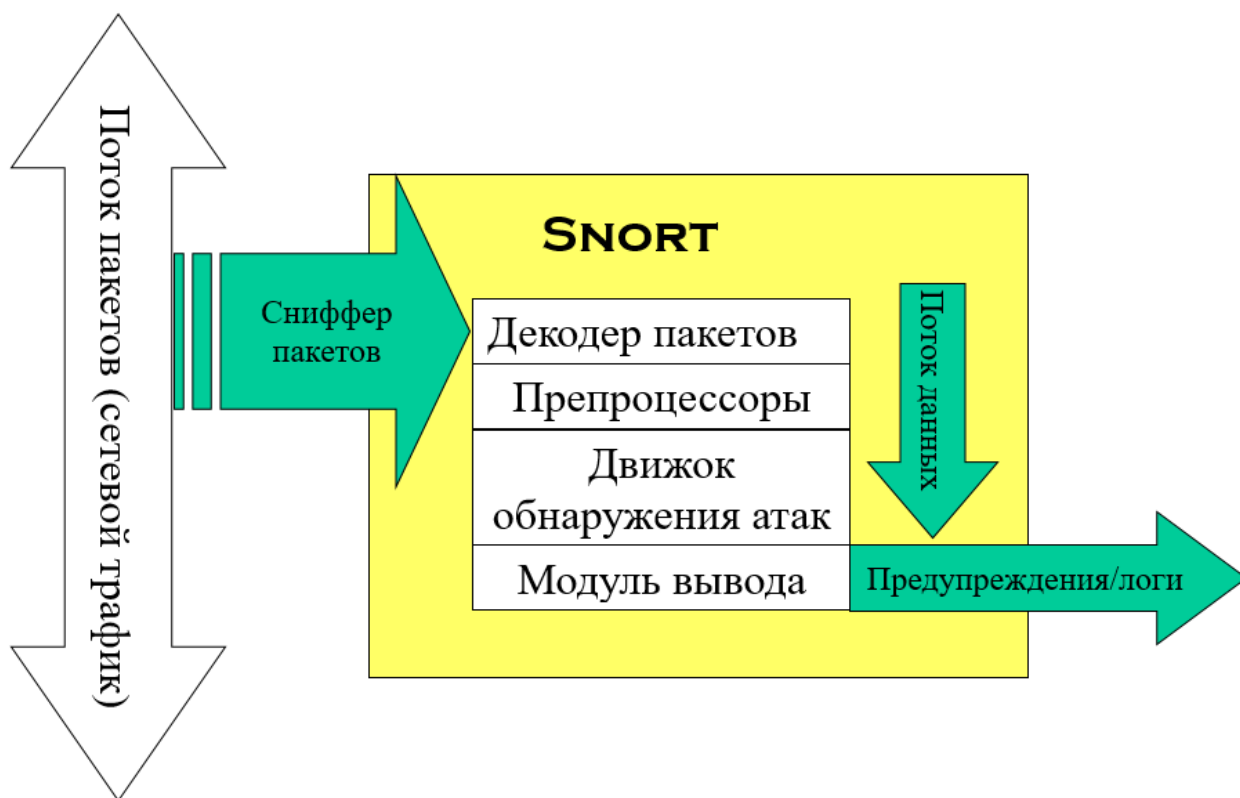 Поток пакетов (сетевой трафик)
Сниффер
пакетов
SNORT
Декодер пакетов
Препроцессоры
Движок
обнаружения атак
Модуль вывода
Поток данных
Предупреждения/логи